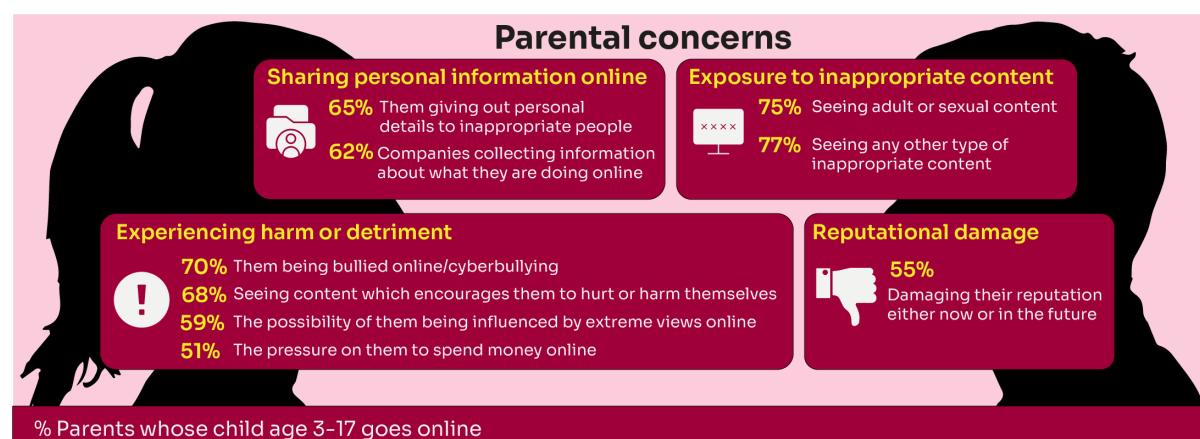 Parental concerns
Sharing personal information online
65% Them giving out personal
details to inappropriate people
62% Companies collecting information
about what they are doing online
Exposure to inappropriate content
xxxx
75% Seeing adult or sexual content
77% Seeing any other type of
inappropriate content
Experiencing harm or detriment
!
70% Them being bullied online/cyberbullying
68% Seeing content which encourages them to hurt or harm themselves
59% The possibility of them being influenced by extreme views online
51% The pressure on them to spend money online
Reputational damage
55%
Damaging their reputation
either now or in the future
% Parents whose child age 3-17 goes online